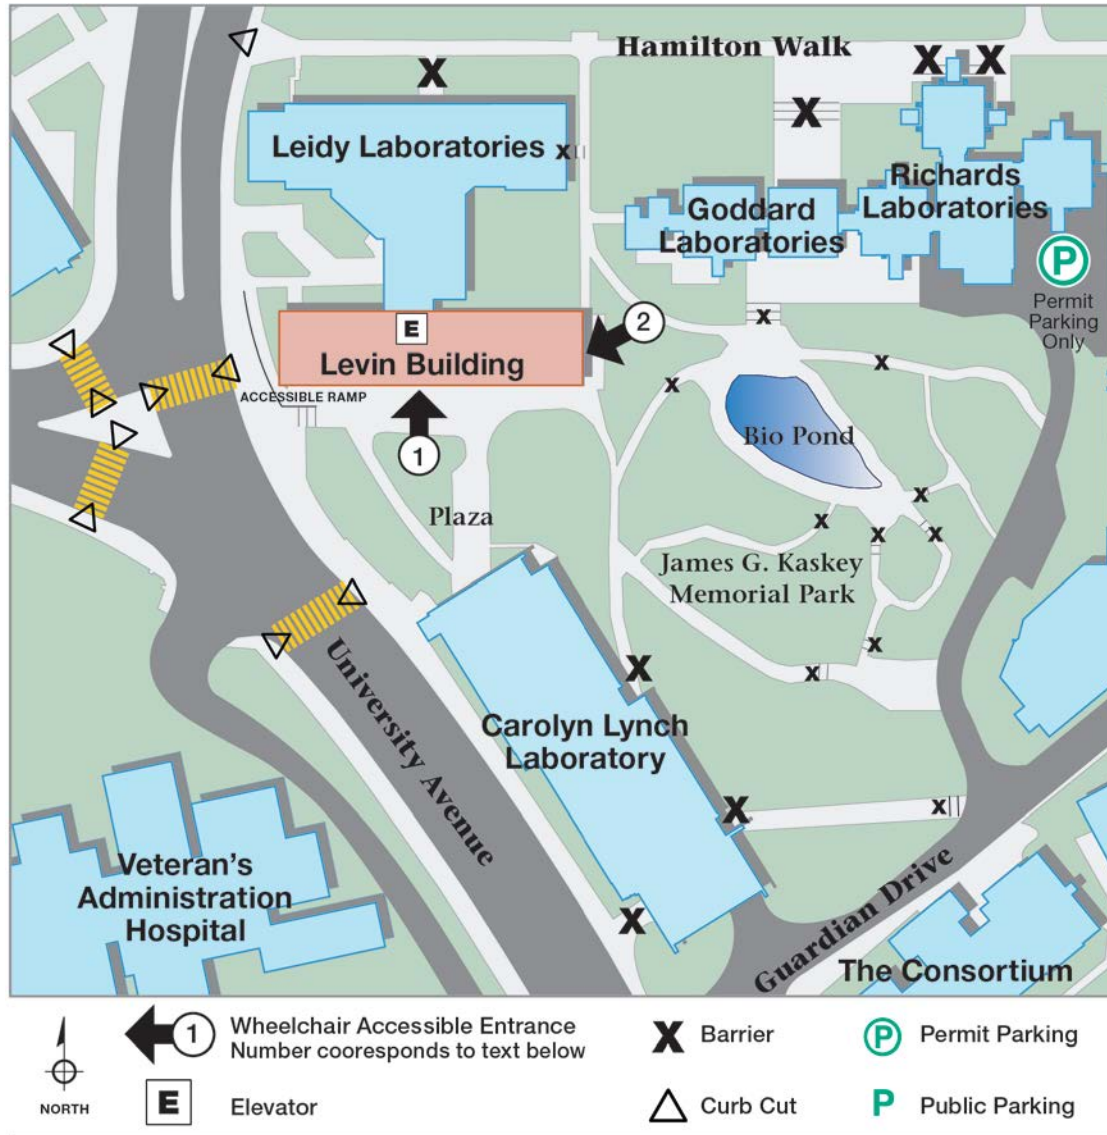 Hamilton Walk
X
X
X
X
Leidy Laboratories
X
Richards
Laboratories
Goddard
Laboratories
P
Permit
Parking
Only
E
Levin Building
2
X
X
X
ACCESSIBLE RAMP
1
Bio Pond
Plaza
X
X
X
X
James G. Kaskey
Memorial Park
X
X
X
University Avenue
Carolyn Lynch
Laboratory
X
X
Veteran's
Administration
Hospital
X
Guardian Drive
The Consortium
NORTH
1
Wheelchair Accessible Entrance
Number cooresponds to text below
E
Elevator
X
Barrier
Curb Cut
P
Permit Parking
P
Public Parking